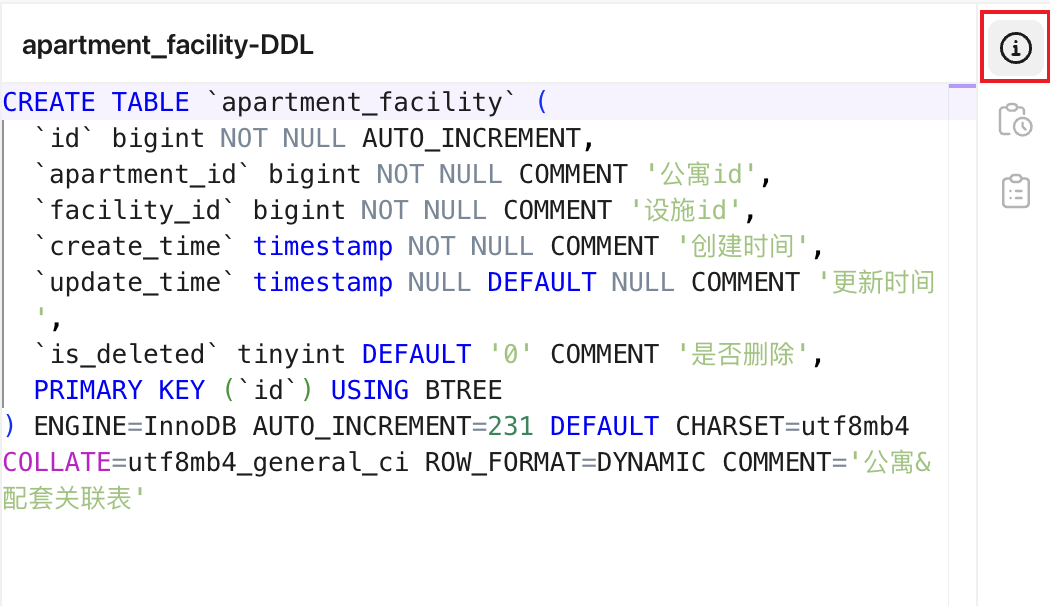 apartment_facility-DDL
CREATE TABLE `apartment_facility` (
  `id` bigint NOT NULL AUTO_INCREMENT,
  `apartment_id` bigint NOT NULL COMMENT '公寓id',
  `facility_id` bigint NOT NULL COMMENT '设施id',
  `create_time` timestamp NOT NULL COMMENT '创建时间',
  `update_time` timestamp NULL DEFAULT NULL COMMENT '更新时间
',
  `is_deleted` tinyint DEFAULT '0' COMMENT '是否删除',
  PRIMARY KEY (`id`) USING BTREE
) ENGINE=InnoDB AUTO_INCREMENT=231 DEFAULT CHARSET=utf8mb4
COLLATE=utf8mb4_general_ci ROW_FORMAT=DYNAMIC COMMENT='公寓&
配套关联表'